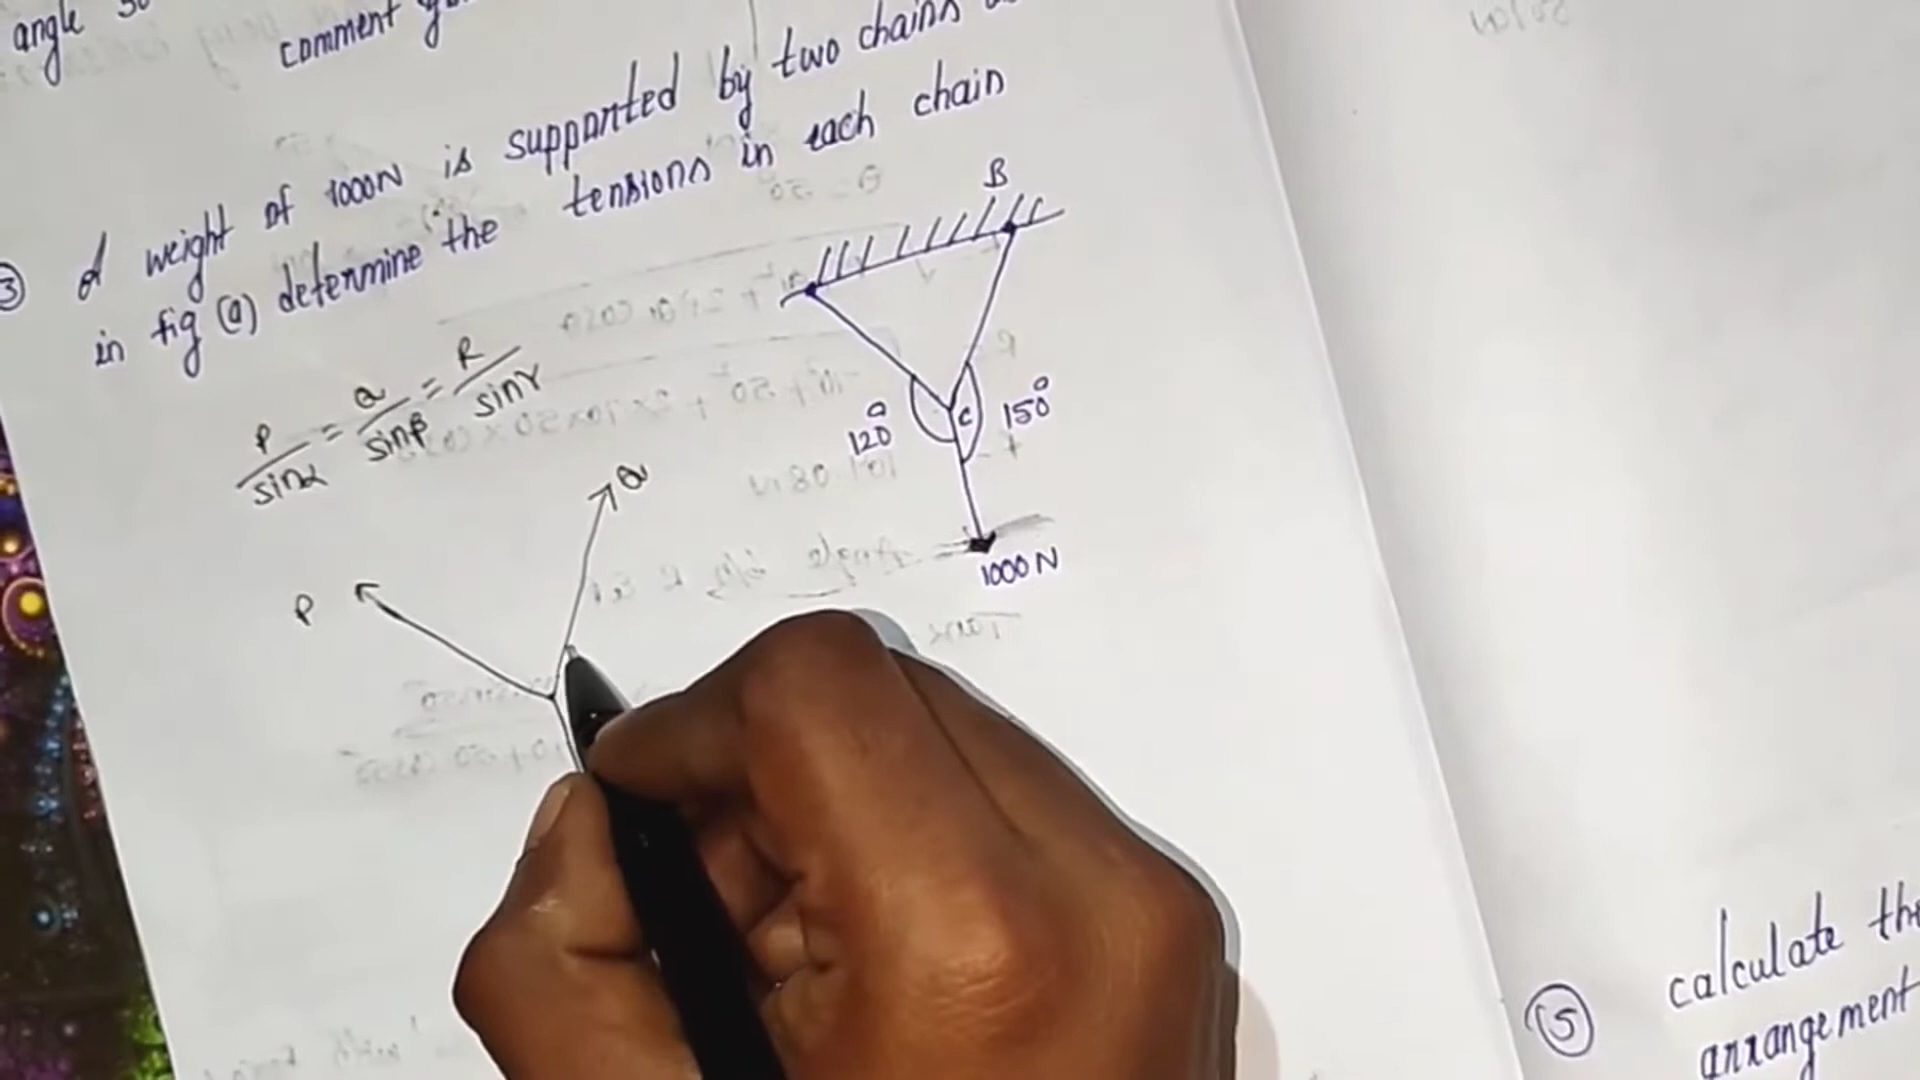 angle 30
comment
③ A weight of 1000N is supported by two chains
in fig (a) determine the tensions in each chain
P/sinα = Q/sinβ = R/sinγ
B
120°
C
150°
1000 N
Q
P
⑤ calculate the
arrangement